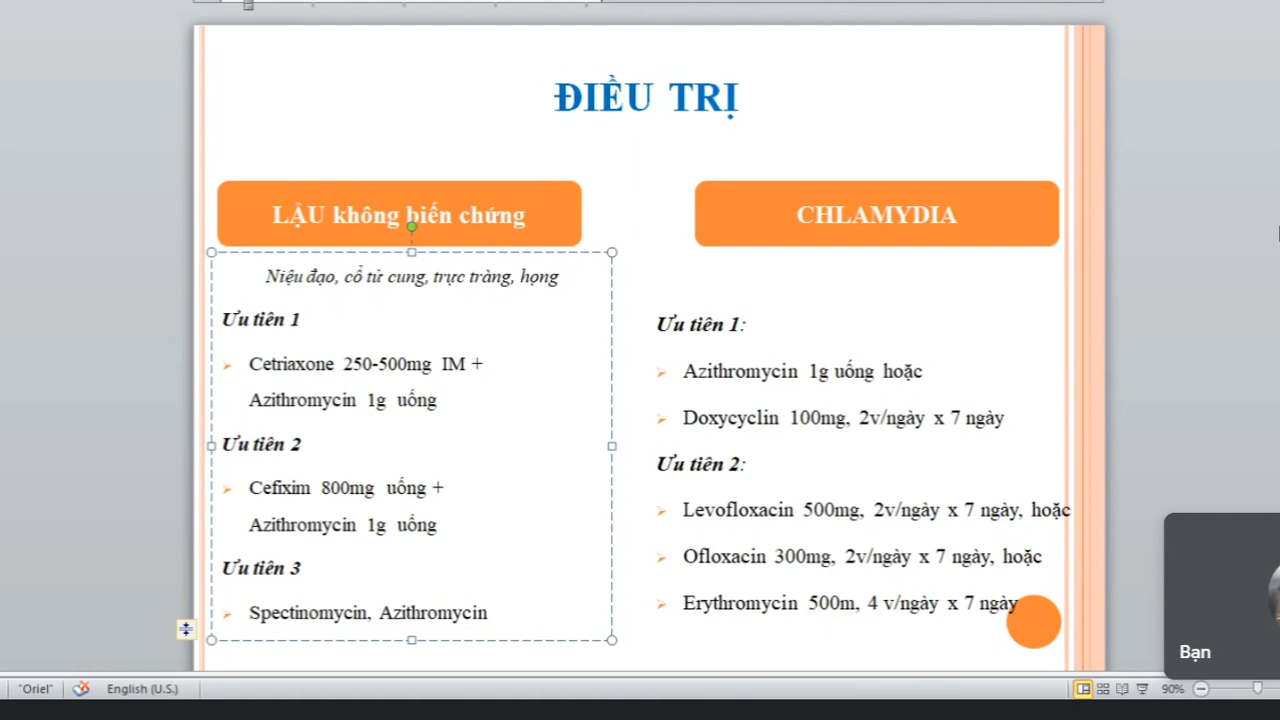 ĐIỀU TRỊ
LẬU không biến chứng
Niệu đạo, cổ tử cung, trực tràng, họng
Ưu tiên 1
Cetriaxone 250-500mg IM +
Azithromycin 1g uống
Ưu tiên 2
Cefixim 800mg uống +
Azithromycin 1g uống
Ưu tiên 3
Spectinomycin, Azithromycin
CHLAMYDIA
Ưu tiên 1:
Azithromycin 1g uống hoặc
Doxycyclin 100mg, 2v/ngày x 7 ngày
Ưu tiên 2:
Levofloxacin 500mg, 2v/ngày x 7 ngày, hoặc
Ofloxacin 300mg, 2v/ngày x 7 ngày, hoặc
Erythromycin 500m, 4 v/ngày x 7 ngày
Bạn
"Oriel"
English (U.S.)
90%